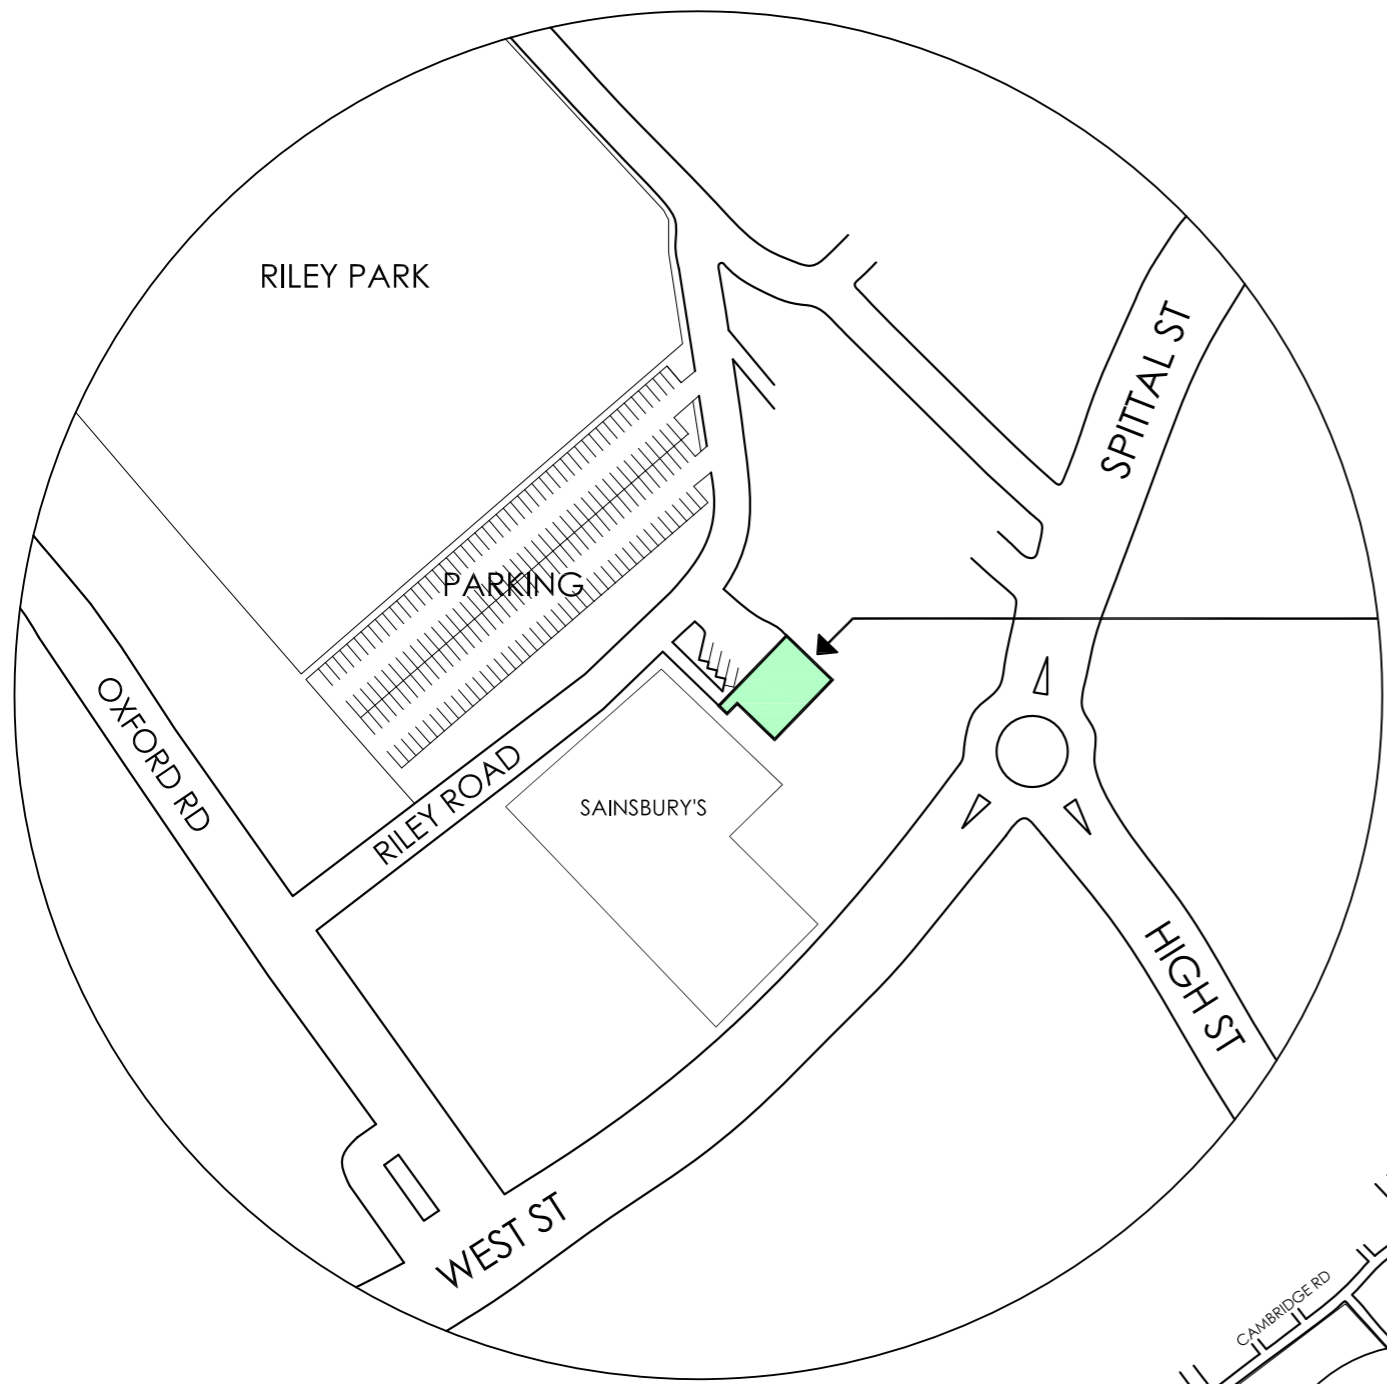 RILEY PARK
SPITTAL ST
PARKING
OXFORD RD
RILEY ROAD
SAINSBURY'S
HIGH ST
WEST ST
CAMBRIDGE RD